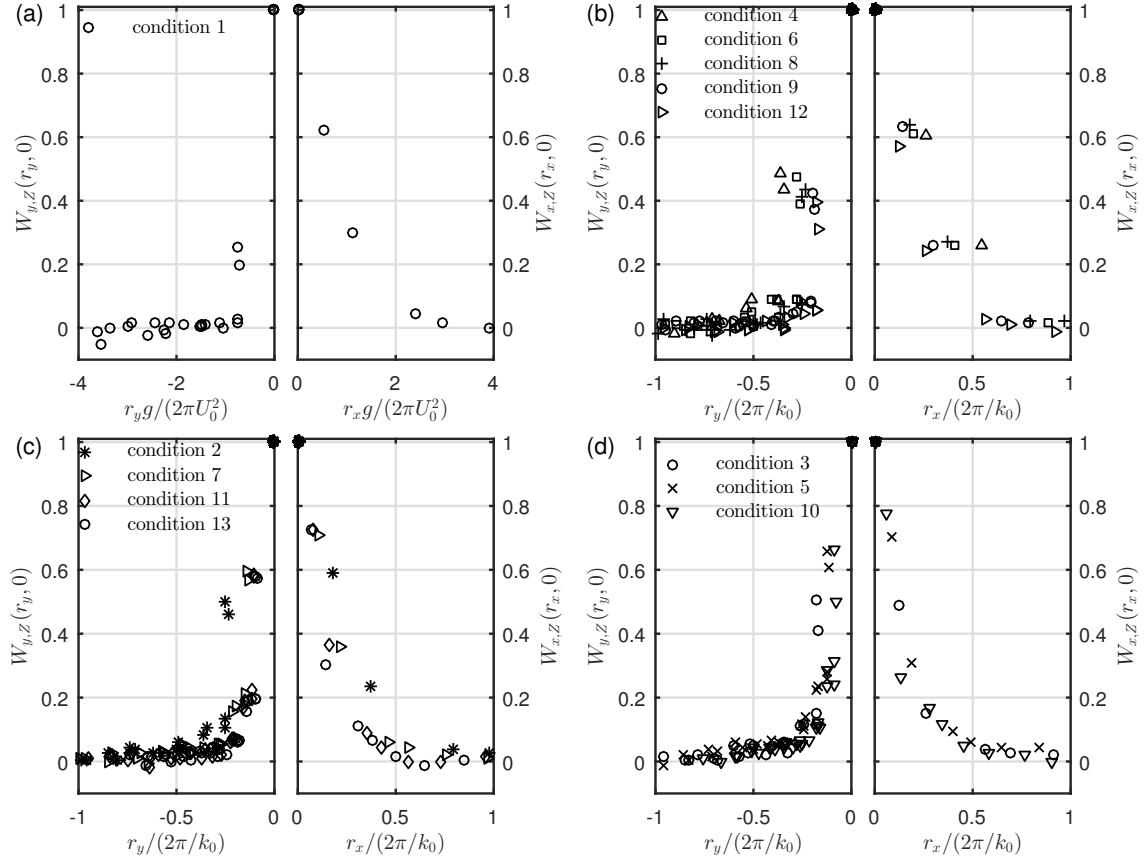 (a)
condition 1
1
0.8
0.6
0.4
0.2
0
W_{y,Z}(r_y, 0)
-4
-2
0
r_y g/(2πU_0^2)
0
2
4
r_x g/(2πU_0^2)
1
0.8
0.6
0.4
0.2
0
W_{x,Z}(r_x, 0)
(b)
condition 4
condition 6
condition 8
condition 9
condition 12
1
0.8
0.6
0.4
0.2
0
W_{y,Z}(r_y, 0)
-1
-0.5
0
r_y/(2π/k_0)
0
0.5
1
r_x/(2π/k_0)
1
0.8
0.6
0.4
0.2
0
W_{x,Z}(r_x, 0)
(c)
condition 2
condition 7
condition 11
condition 13
1
0.8
0.6
0.4
0.2
0
W_{y,Z}(r_y, 0)
-1
-0.5
0
r_y/(2π/k_0)
0
0.5
1
r_x/(2π/k_0)
1
0.8
0.6
0.4
0.2
0
W_{x,Z}(r_x, 0)
(d)
condition 3
condition 5
condition 10
1
0.8
0.6
0.4
0.2
0
W_{y,Z}(r_y, 0)
-1
-0.5
0
r_y/(2π/k_0)
0
0.5
1
r_x/(2π/k_0)
1
0.8
0.6
0.4
0.2
0
W_{x,Z}(r_x, 0)